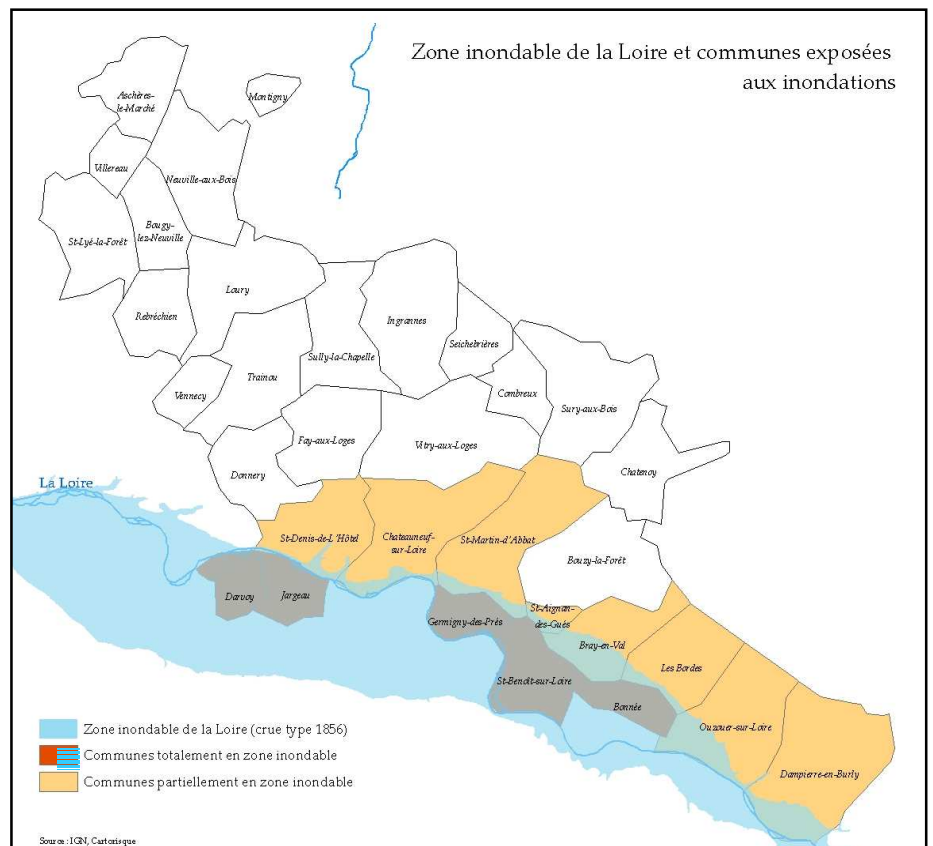 Zone inondable de la Loire et communes exposées
aux inondations
Aschères-
le-Marché
Montigny
Villereau
Neuville-aux-Bois
Bougy-
lez-Neuville
St-Lyé-la-Forêt
Loury
Rebréchien
Ingrannes
Seichebrières
Sully-la-Chapelle
Trainou
Vennecy
Combreux
Sury-aux-Bois
Fay-aux-Loges
Vitry-aux-Loges
Chatenoy
Donnery
La Loire
St-Denis-de-L'Hôtel
Chateauneuf-
sur-Loire
St-Martin-d'Abbat
Bouzy-la-Forêt
Darvoy
Jargeau
Germigny-des-Prés
St-Aignan-
des-Gués
Bray-en-Val
Les Bordes
St-Benoît-sur-Loire
Bonnée
Ouzouer-sur-Loire
Dampierre-en-Burly
Zone inondable de la Loire (crue type 1856)
Communes totalement en zone inondable
Communes partiellement en zone inondable
Source : IGN, Cartorisque